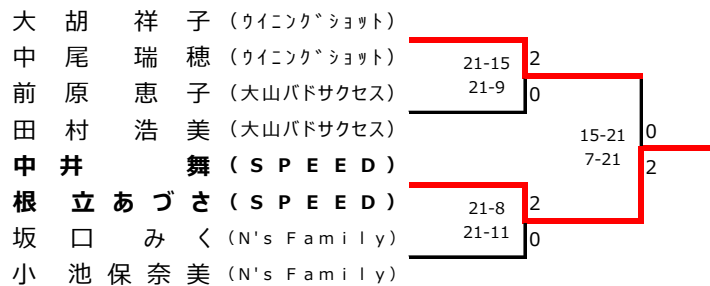 大胡祥子(ウイニングショット)
中尾瑞穂(ウイニングショット)
前原恵子(大山バドサクセス)
田村浩美(大山バドサクセス)
中井舞(SPEED)
根立あづさ(SPEED)
坂口みく(N's Family)
小池保奈美(N's Family)
21-15
21-9
2
0
21-8
21-11
2
0
15-21
7-21
0
2